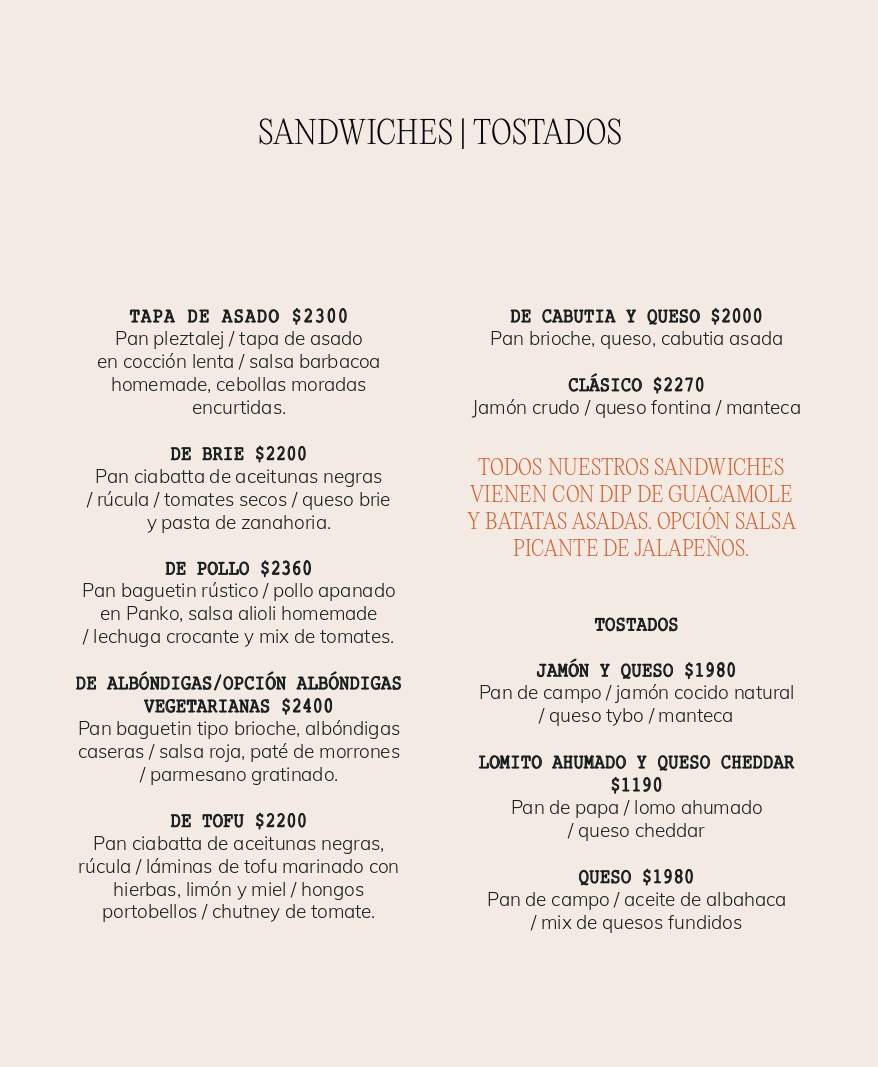 SANDWICHES | TOSTADOS
TAPA DE ASADO $2300
Pan pleztalej / tapa de asado
en cocción lenta / salsa barbacoa
homemade, cebollas moradas
encurtidas.
DE BRIE $2200
Pan ciabatta de aceitunas negras
/ rúcula / tomates secos / queso brie
y pasta de zanahoria.
DE POLLO $2360
Pan baguetin rústico / pollo apanado
en Panko, salsa alioli homemade
/ lechuga crocante y mix de tomates.
DE ALBÓNDIGAS/OPCIÓN ALBÓNDIGAS
VEGETARIANAS $2400
Pan baguetin tipo brioche, albóndigas
caseras / salsa roja, paté de morrones
/ parmesano gratinado.
DE TOFU $2200
Pan ciabatta de aceitunas negras,
rúcula / láminas de tofu marinado con
hierbas, limón y miel / hongos
portobellos / chutney de tomate.
DE CABUTIA Y QUESO $2000
Pan brioche, queso, cabutia asada
CLÁSICO $2270
Jamón crudo / queso fontina / manteca
TODOS NUESTROS SANDWICHES
VIENEN CON DIP DE GUACAMOLE
Y BATATAS ASADAS. OPCIÓN SALSA
PICANTE DE JALAPEÑOS.
TOSTADOS
JAMÓN Y QUESO $1980
Pan de campo / jamón cocido natural
/ queso tybo / manteca
LOMITO AHUMADO Y QUESO CHEDDAR
$1190
Pan de papa / lomo ahumado
/ queso cheddar
QUESO $1980
Pan de campo / aceite de albahaca
/ mix de quesos fundidos